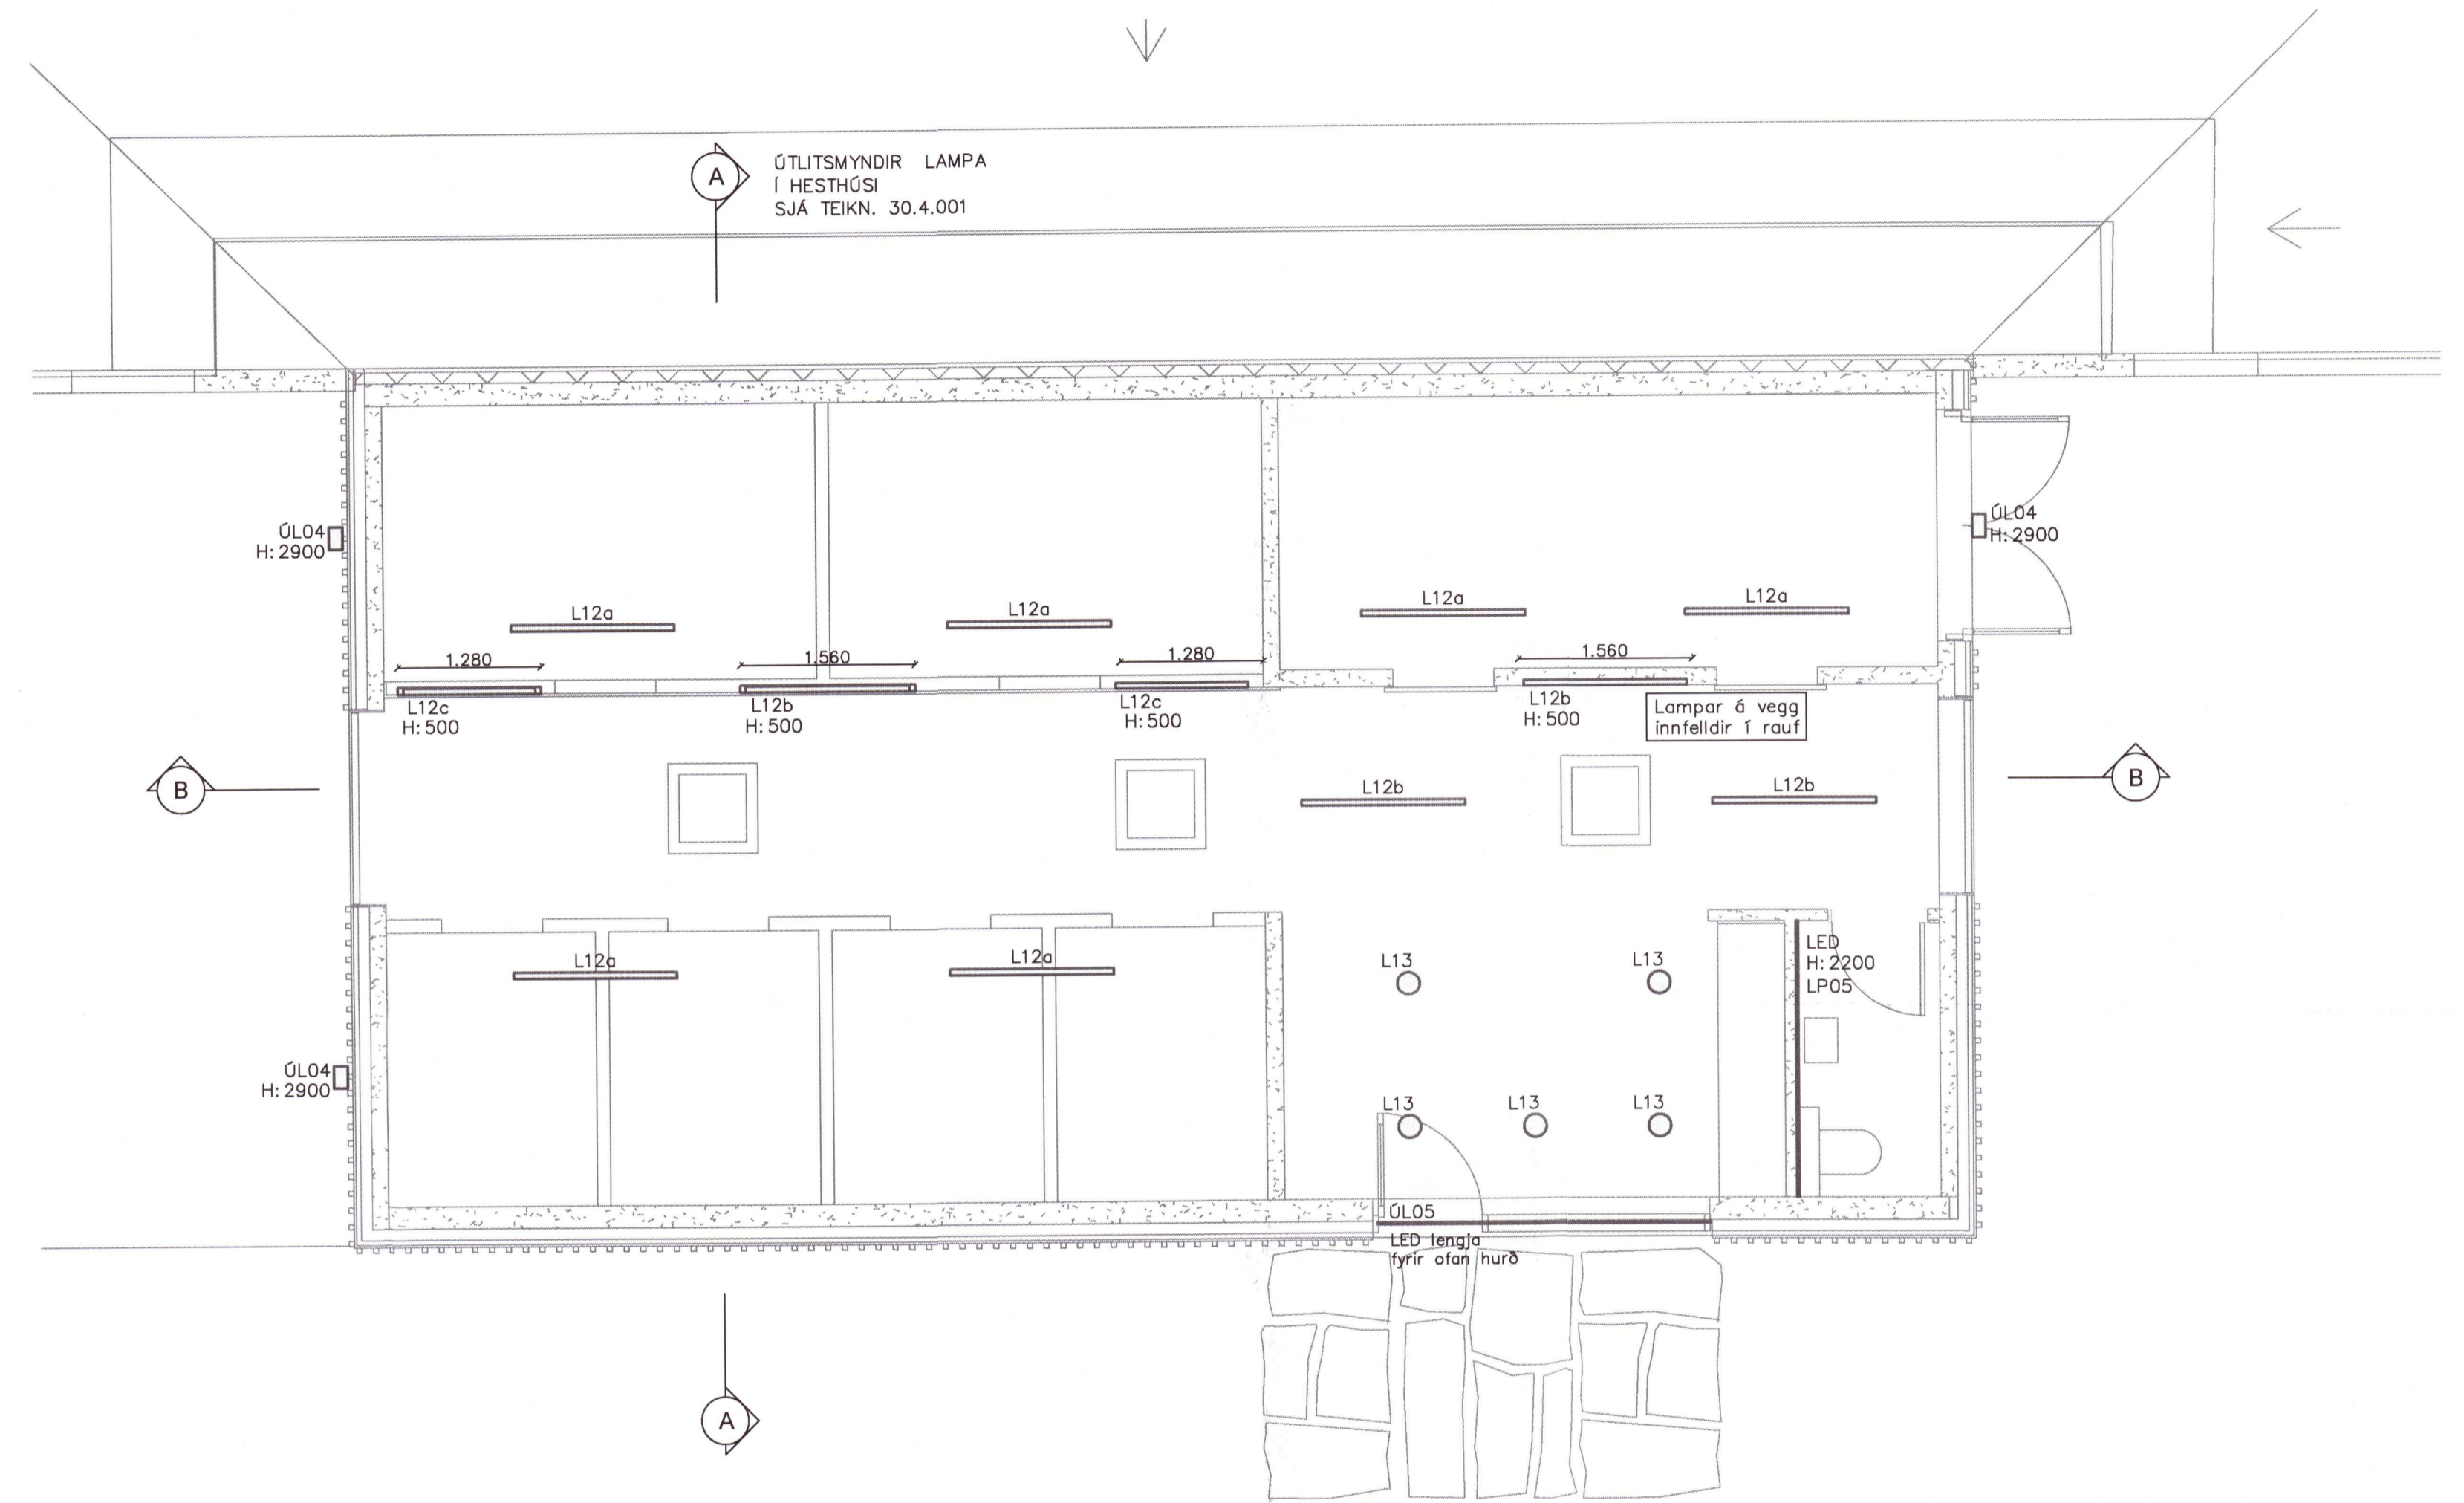 A
ÚTLITSMYNDIR LAMPA
Í HESTHÚSI
SJÁ TEIKN. 30.4.001
ÚL04
H: 2900
ÚL04
H: 2900
L12a
L12a
L12a
L12a
1.280
1.560
1.280
1.560
L12c
H: 500
L12b
H: 500
L12c
H: 500
L12b
H: 500
Lampar á vegg
innfelldir í rauf
B
L12b
L12b
B
L12a
L12a
L13
L13
LED
H: 2200
LP05
ÚL04
H: 2900
L13
L13
L13
ÚL05
LED lengja
fyrir ofan hurð
A